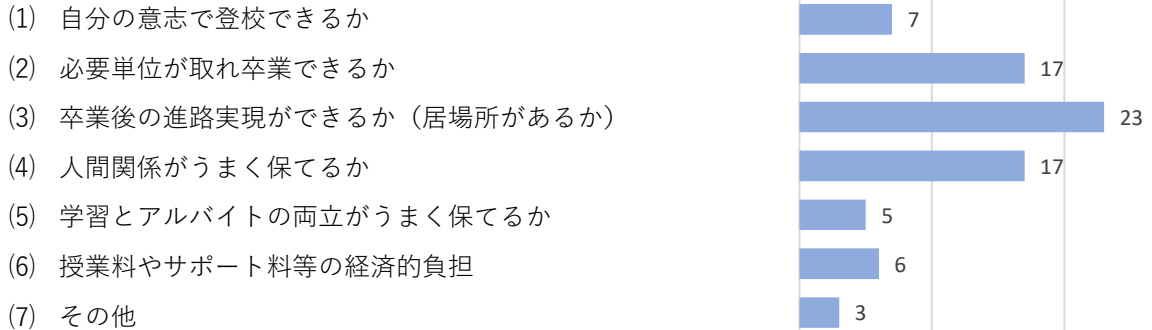 (1) 自分の意志で登校できるか 7
(2) 必要単位が取れ卒業できるか 17
(3) 卒業後の進路実現ができるか（居場所があるか） 23
(4) 人間関係がうまく保てるか 17
(5) 学習とアルバイトの両立がうまく保てるか 5
(6) 授業料やサポート料等の経済的負担 6
(7) その他 3